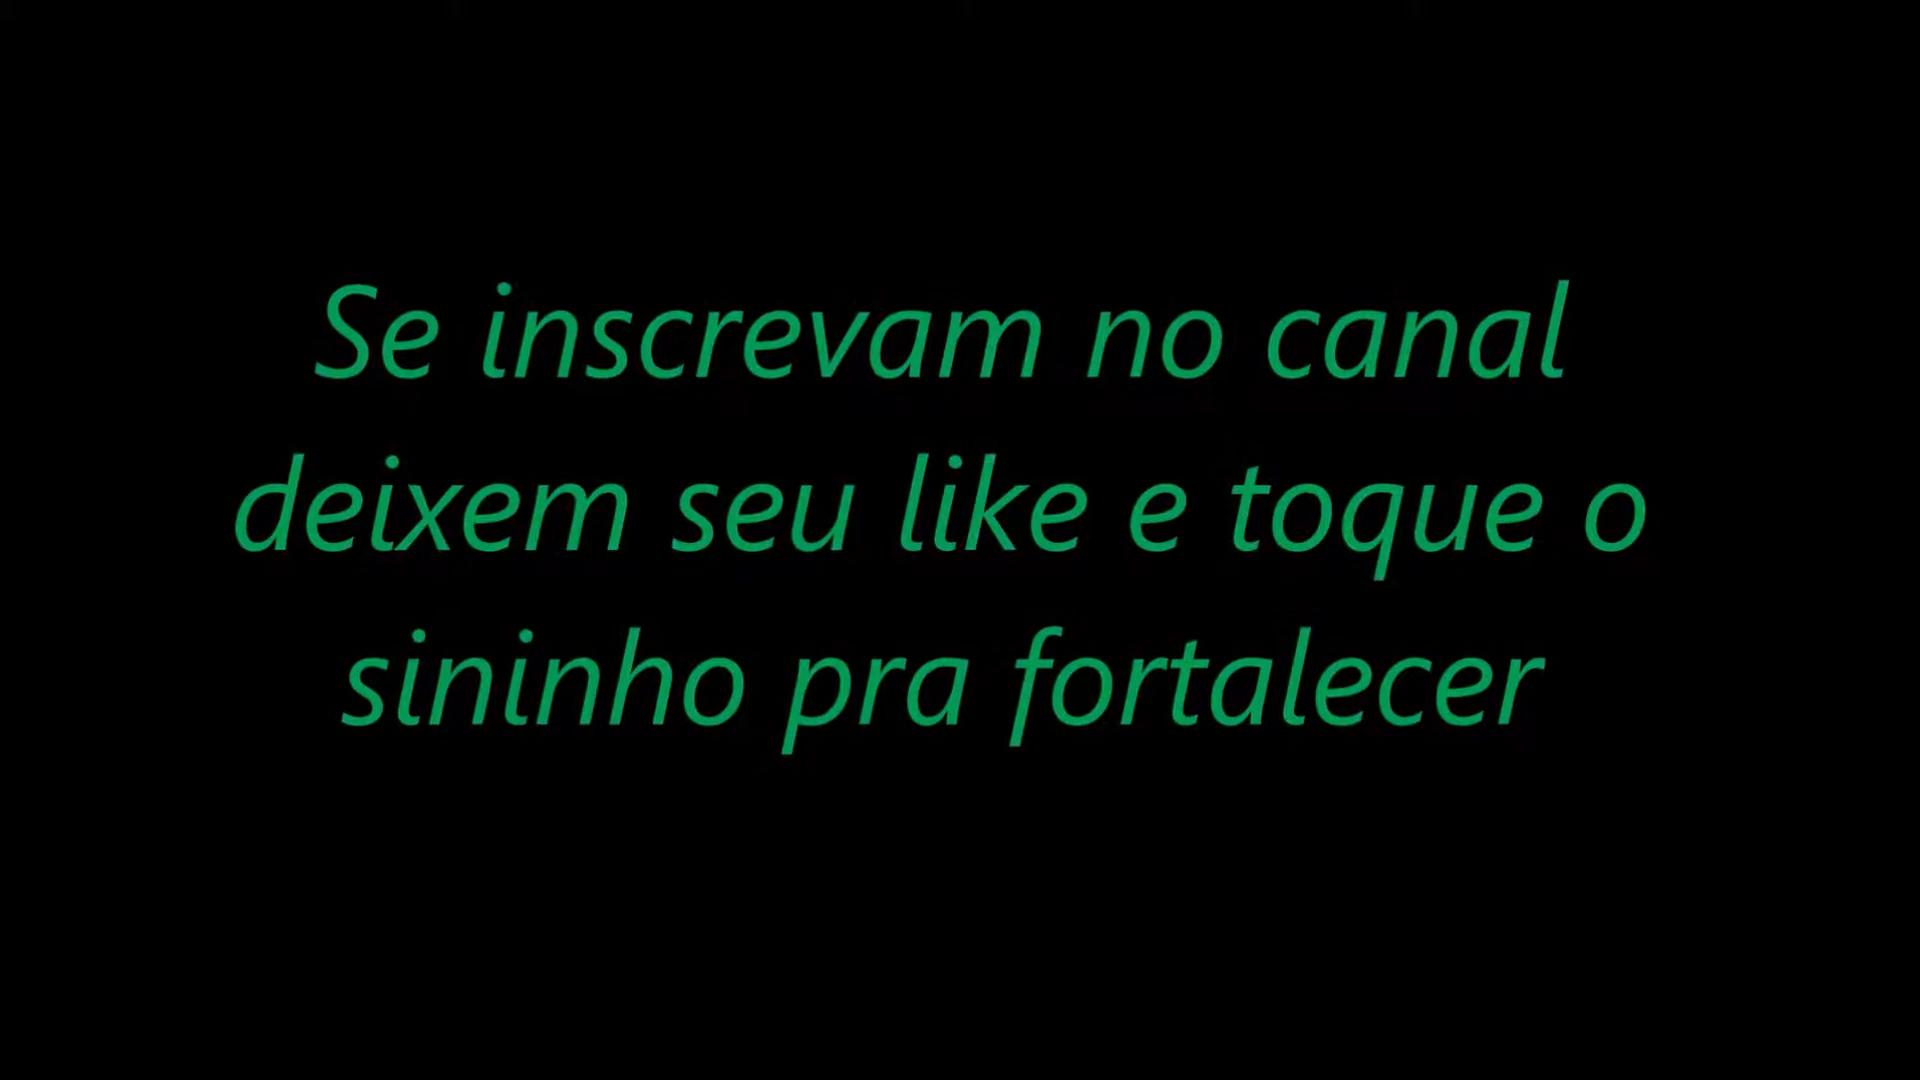 Se inscrevam no canal
deixem seu like e toque o
sininho pra fortalecer